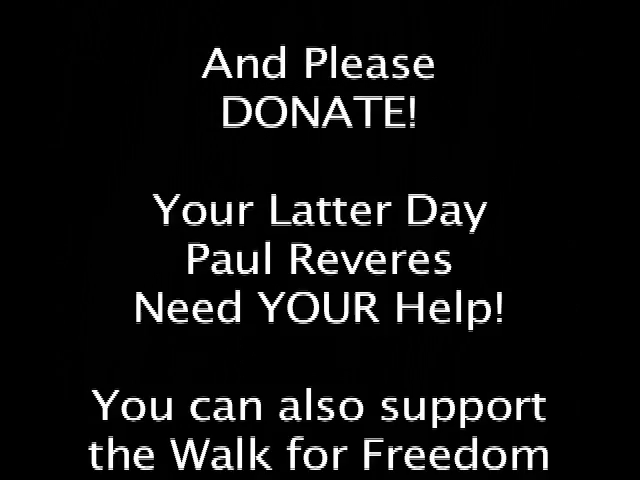 And Please
DONATE!
Your Latter Day
Paul Reveres
Need YOUR Help!
You can also support
the Walk for Freedom